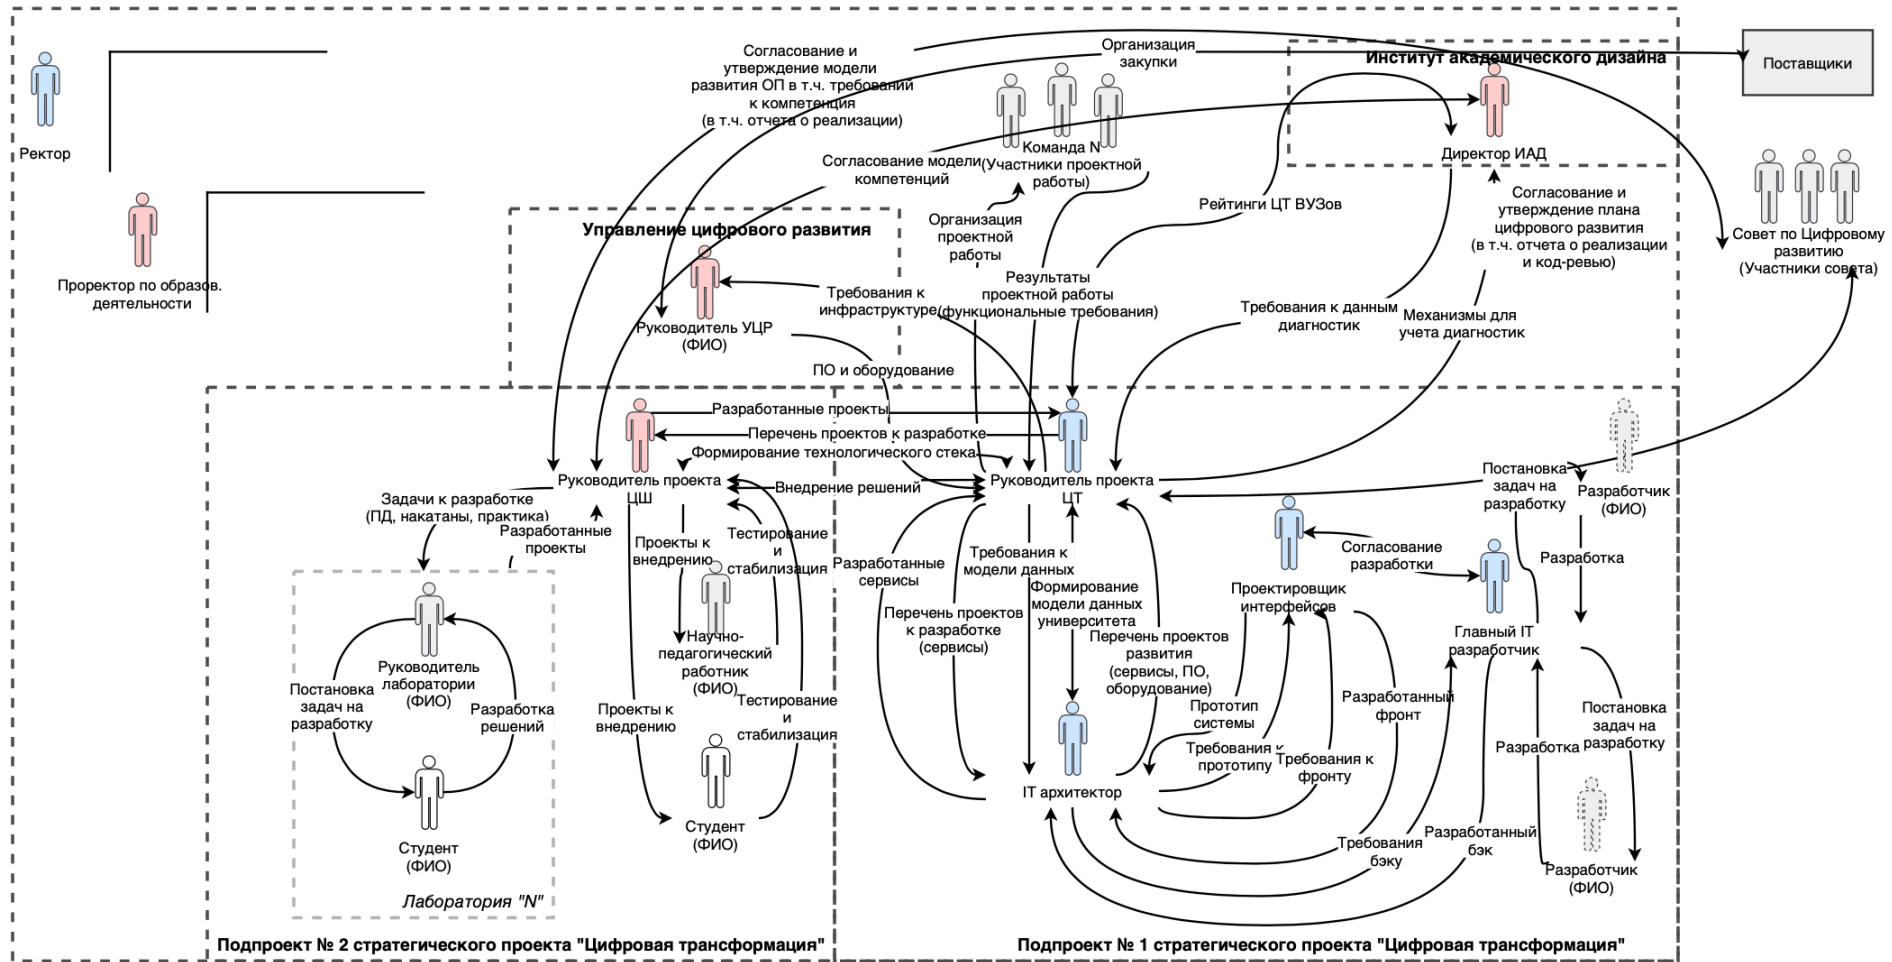 Согласование и
утверждение модели
развития ОП в т.ч. требований
к компетенция
(в т.ч. отчета о реализации)
Организация
закупки
Институт академического дизайна
Поставщики
Ректор
Директор ИАД
Команда N
(Участники проектной
работы)
Согласование модели
компетенций
Рейтинги ЦТ ВУЗов
Согласование и
утверждение плана
цифрового развития
(в т.ч. отчета о реализации
и код-ревью)
Совет по Цифровому
развитию
(Участники совета)
Организация
проектной
работы
Управление цифрового развития
Проректор по образов.
деятельности
Результаты
проектной работы
(функциональные требования)
Требования к
инфраструктуре
Руководитель УЦР
(ФИО)
Требования к данным
диагностик
Механизмы для
учета диагностик
ПО и оборудование
Разработанные проекты
Перечень проектов к разработке
Формирование технологического стека
Внедрение решений
Руководитель проекта
ЦШ
Руководитель проекта
ЦТ
Постановка
задач на
разработку
Разработчик
(ФИО)
Задачи к разработке
(ПД, накатаны, практика)
Разработанные
проекты
Проекты к
внедрению
Тестирование
и
стабилизация
Разработанные
сервисы
Требования к
модели данных
Формирование
модели данных
университета
Согласование
разработки
Разработка
Проектировщик
интерфейсов
Перечень проектов
к разработке
(сервисы)
Перечень проектов
развития
(сервисы, ПО,
оборудование)
Главный IT
разработчик
Научно-
педагогический
работник
(ФИО)
Руководитель
лаборатории
(ФИО)
Постановка
задач на
разработку
Разработка
решений
Проекты к
внедрению
Тестирование
и
стабилизация
Прототип
системы
Разработанный
фронт
Требования к
прототипу
Требования к
фронту
Разработка
Постановка
задач на
разработку
IT архитектор
Студент
(ФИО)
Студент
(ФИО)
Требования
бэку
Разработанный
бэк
Разработчик
(ФИО)
Лаборатория "N"
Подпроект № 2 стратегического проекта "Цифровая трансформация"
Подпроект № 1 стратегического проекта "Цифровая трансформация"